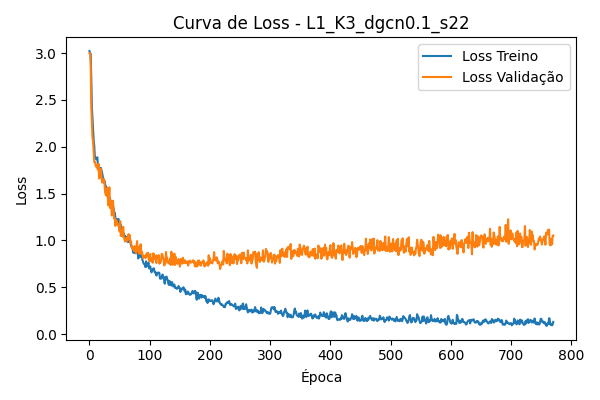 Curva de Loss - L1_K3_dgcn0.1_s22
Loss Treino
Loss Validação
3.0
2.5
2.0
1.5
1.0
0.5
0.0
Loss
0 100 200 300 400 500 600 700 800
Época